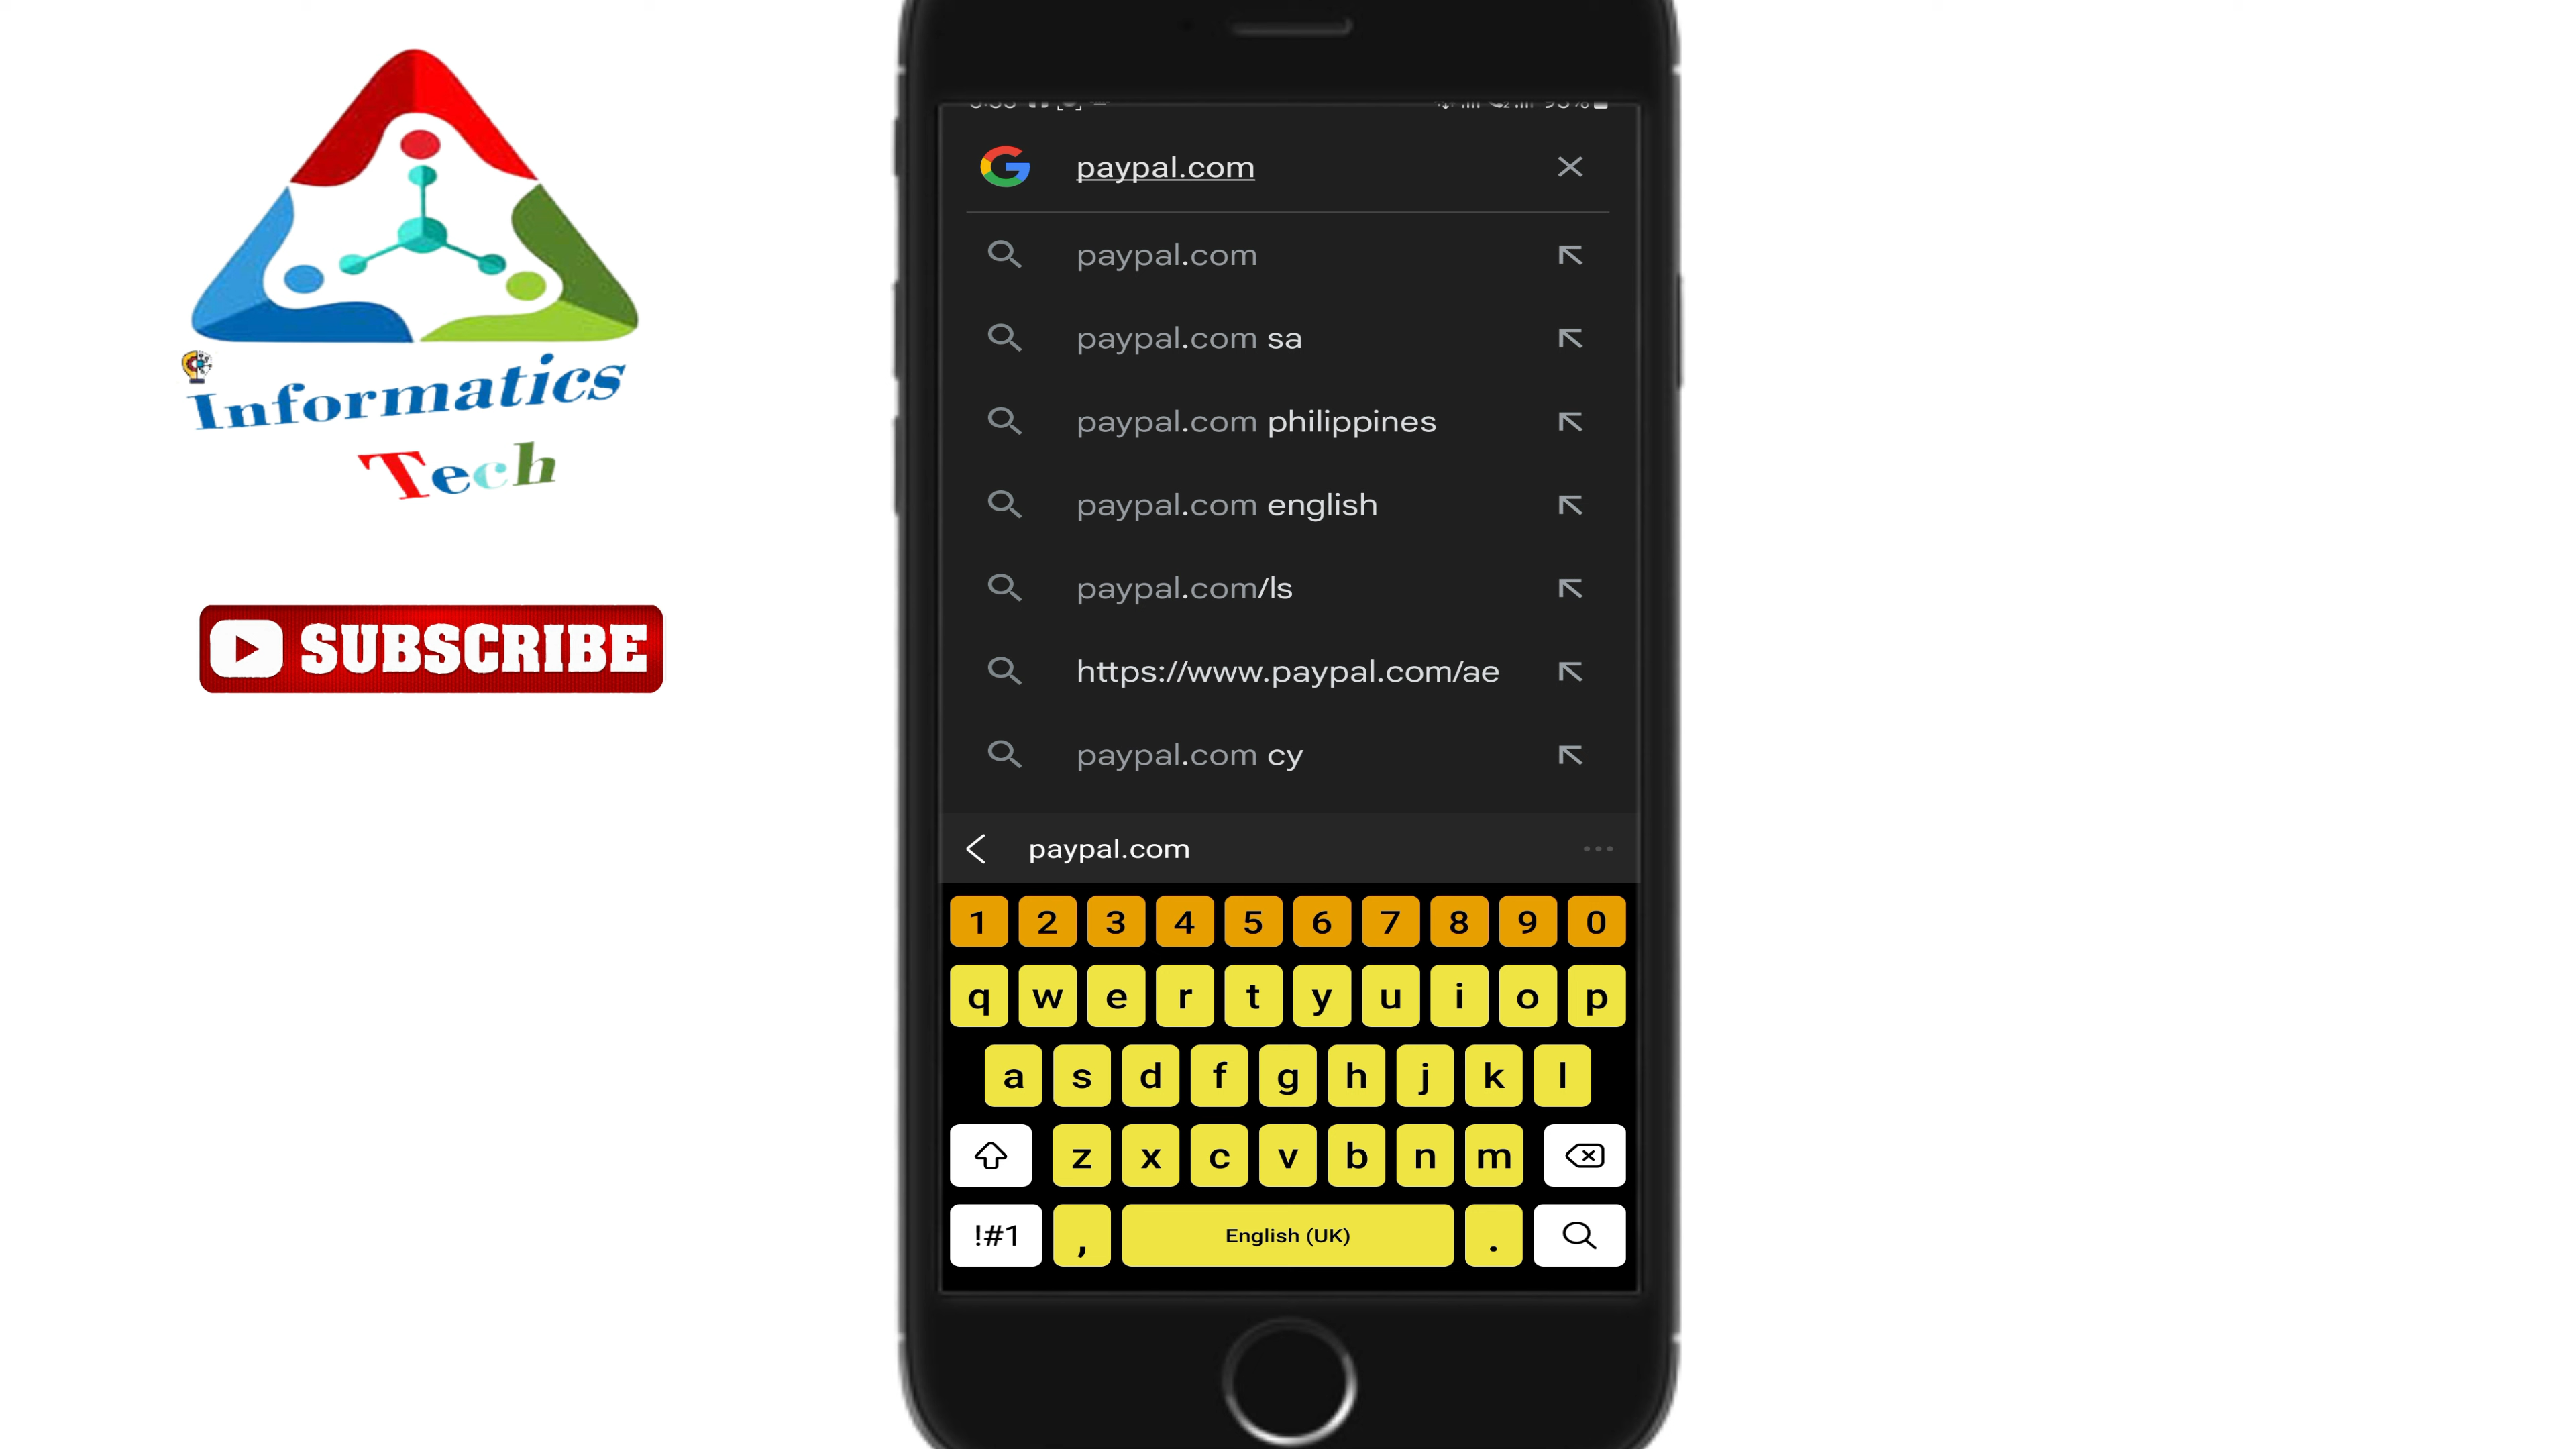 Informatics
Tech
SUBSCRIBE
paypal.com
paypal.com
paypal.com sa
paypal.com philippines
paypal.com english
paypal.com/ls
https://www.paypal.com/ae
paypal.com cy
paypal.com
1 2 3 4 5 6 7 8 9 0
q w e r t y u i o p
a s d f g h j k l
z x c v b n m
!#1 , English (UK) .